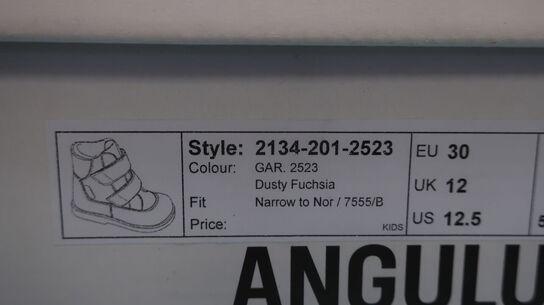 Style: 2134-201-2523
Colour: GAR. 2523
Dusty Fuchsia
Fit Narrow to Nor / 7555/B
Price:
KIDS
EU 30
UK 12
US 12.5
ANGULU